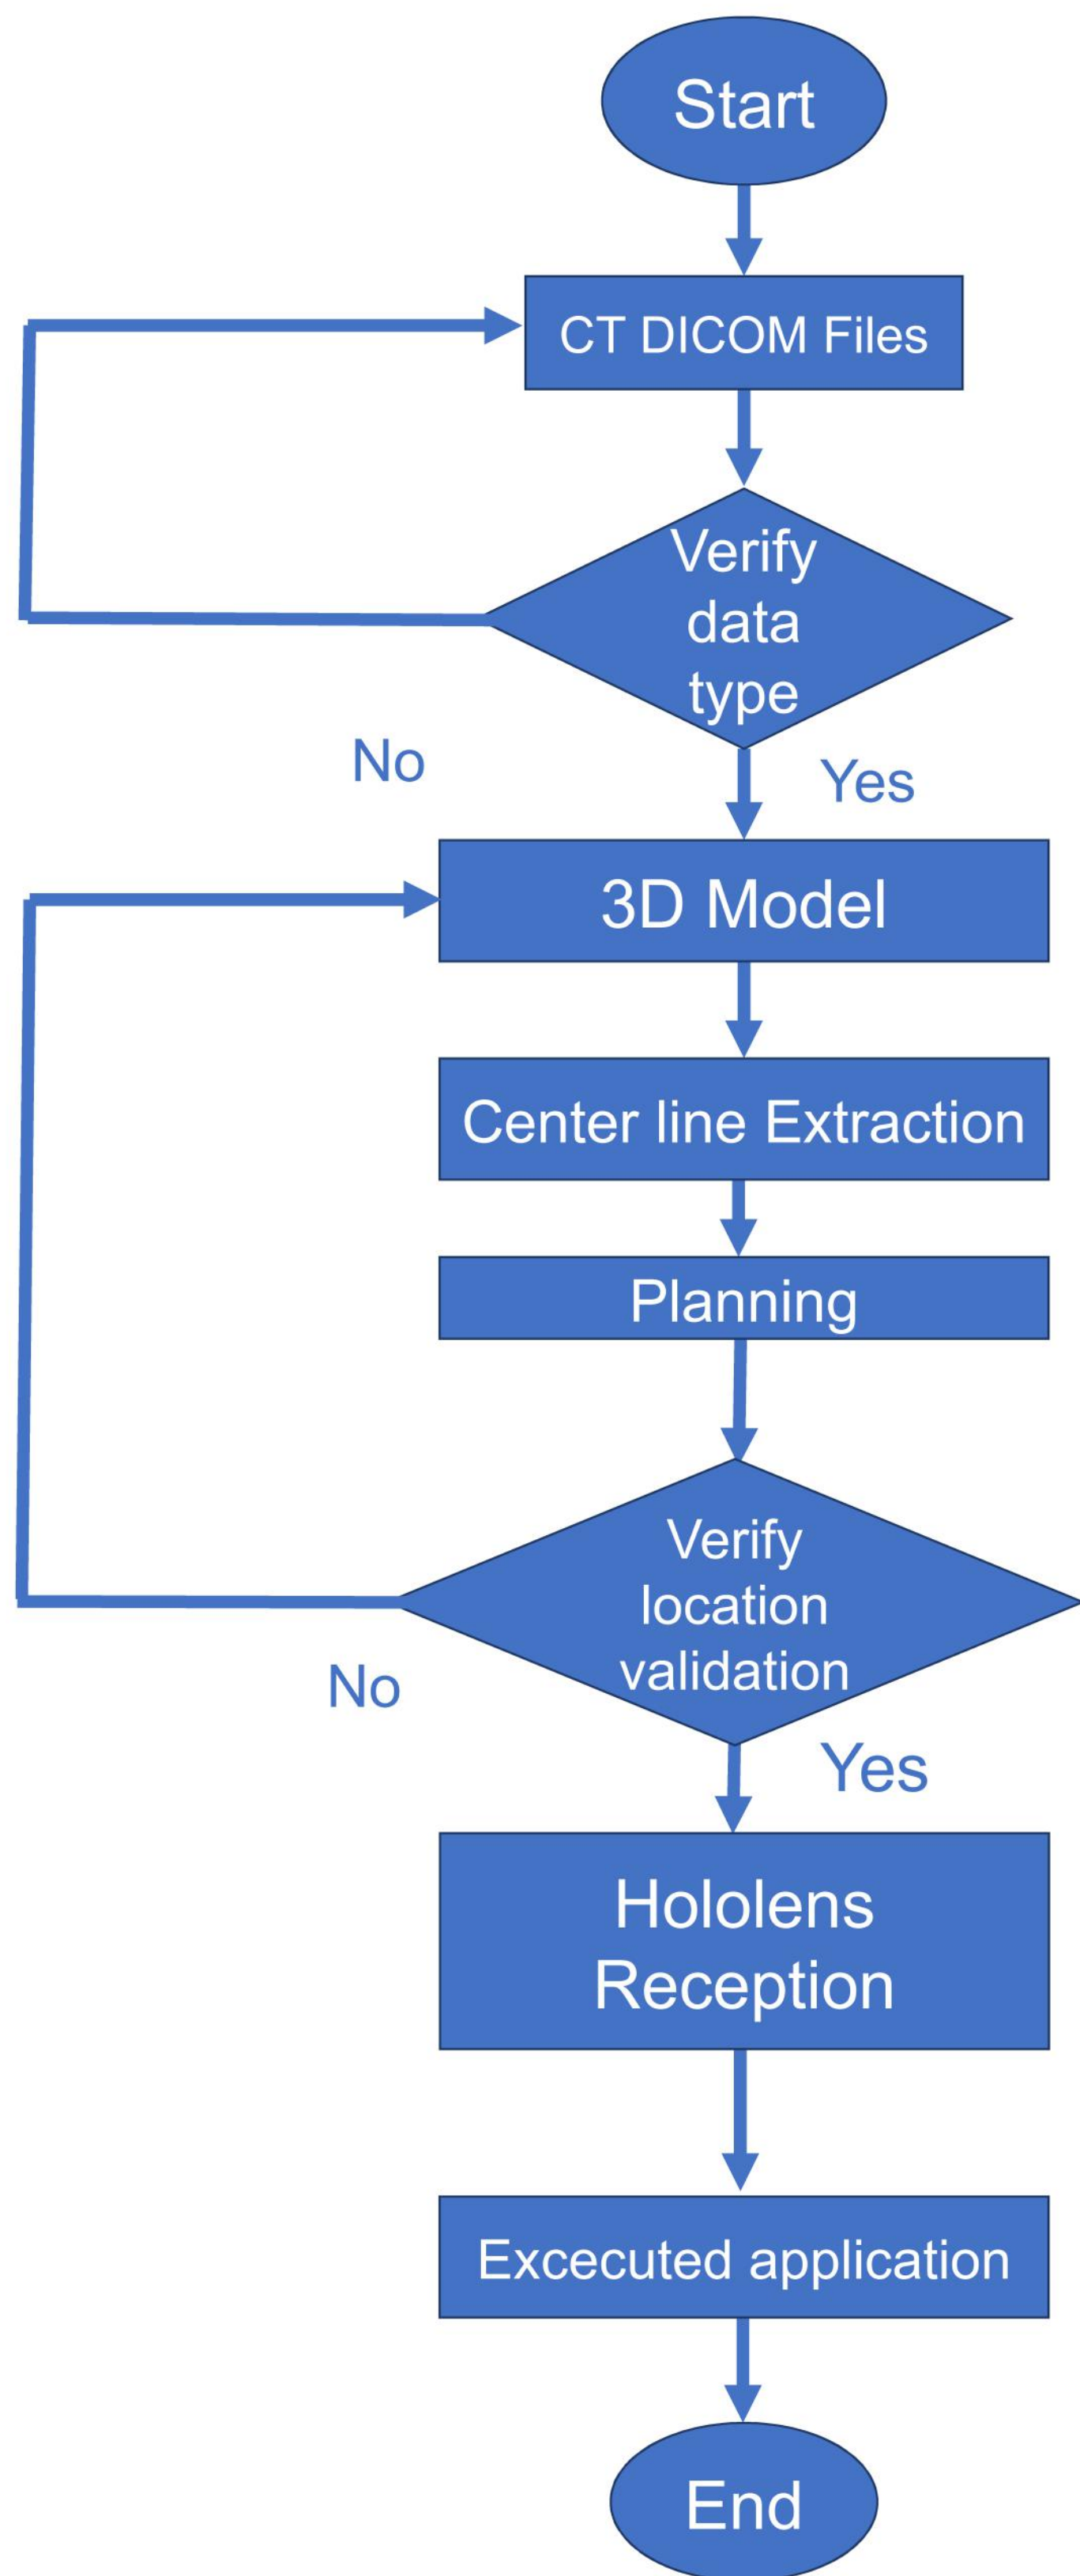 Start
CT DICOM Files
Verify
data
type
No
Yes
3D Model
Center line Extraction
Planning
Verify
location
validation
No
Yes
Hololens
Reception
Excecuted application
End